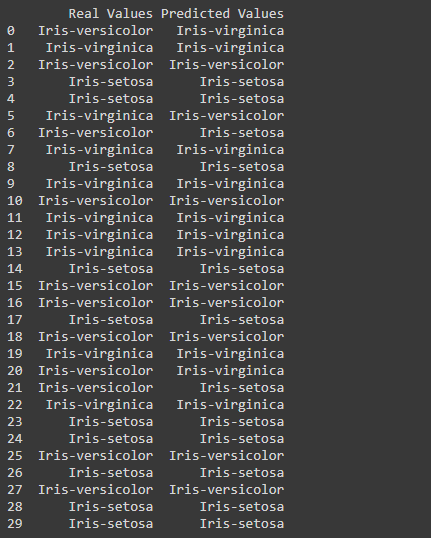 Real Values Predicted Values
0 Iris-versicolor Iris-virginica
1 Iris-virginica Iris-virginica
2 Iris-versicolor Iris-versicolor
3 Iris-setosa Iris-setosa
4 Iris-setosa Iris-setosa
5 Iris-virginica Iris-versicolor
6 Iris-versicolor Iris-setosa
7 Iris-virginica Iris-virginica
8 Iris-setosa Iris-setosa
9 Iris-virginica Iris-virginica
10 Iris-versicolor Iris-versicolor
11 Iris-virginica Iris-virginica
12 Iris-virginica Iris-virginica
13 Iris-virginica Iris-virginica
14 Iris-setosa Iris-setosa
15 Iris-versicolor Iris-versicolor
16 Iris-versicolor Iris-versicolor
17 Iris-setosa Iris-setosa
18 Iris-versicolor Iris-versicolor
19 Iris-virginica Iris-virginica
20 Iris-versicolor Iris-virginica
21 Iris-versicolor Iris-setosa
22 Iris-virginica Iris-virginica
23 Iris-setosa Iris-setosa
24 Iris-setosa Iris-setosa
25 Iris-versicolor Iris-versicolor
26 Iris-setosa Iris-setosa
27 Iris-versicolor Iris-versicolor
28 Iris-setosa Iris-setosa
29 Iris-setosa Iris-setosa